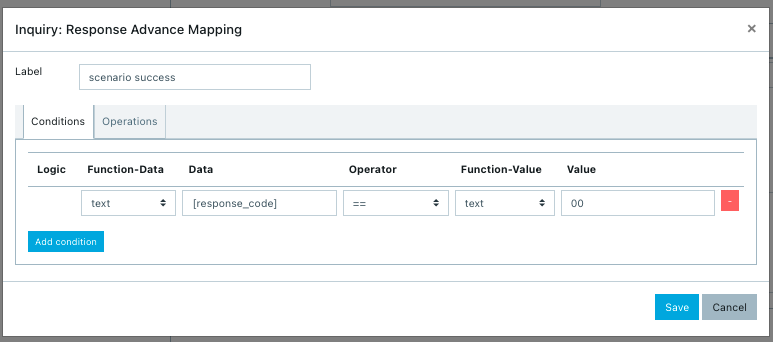 Inquiry: Response Advance Mapping ×
Label scenario success
Conditions Operations
Logic Function-Data Data Operator Function-Value Value
text [response_code] == text 00 -
Add condition
Save Cancel